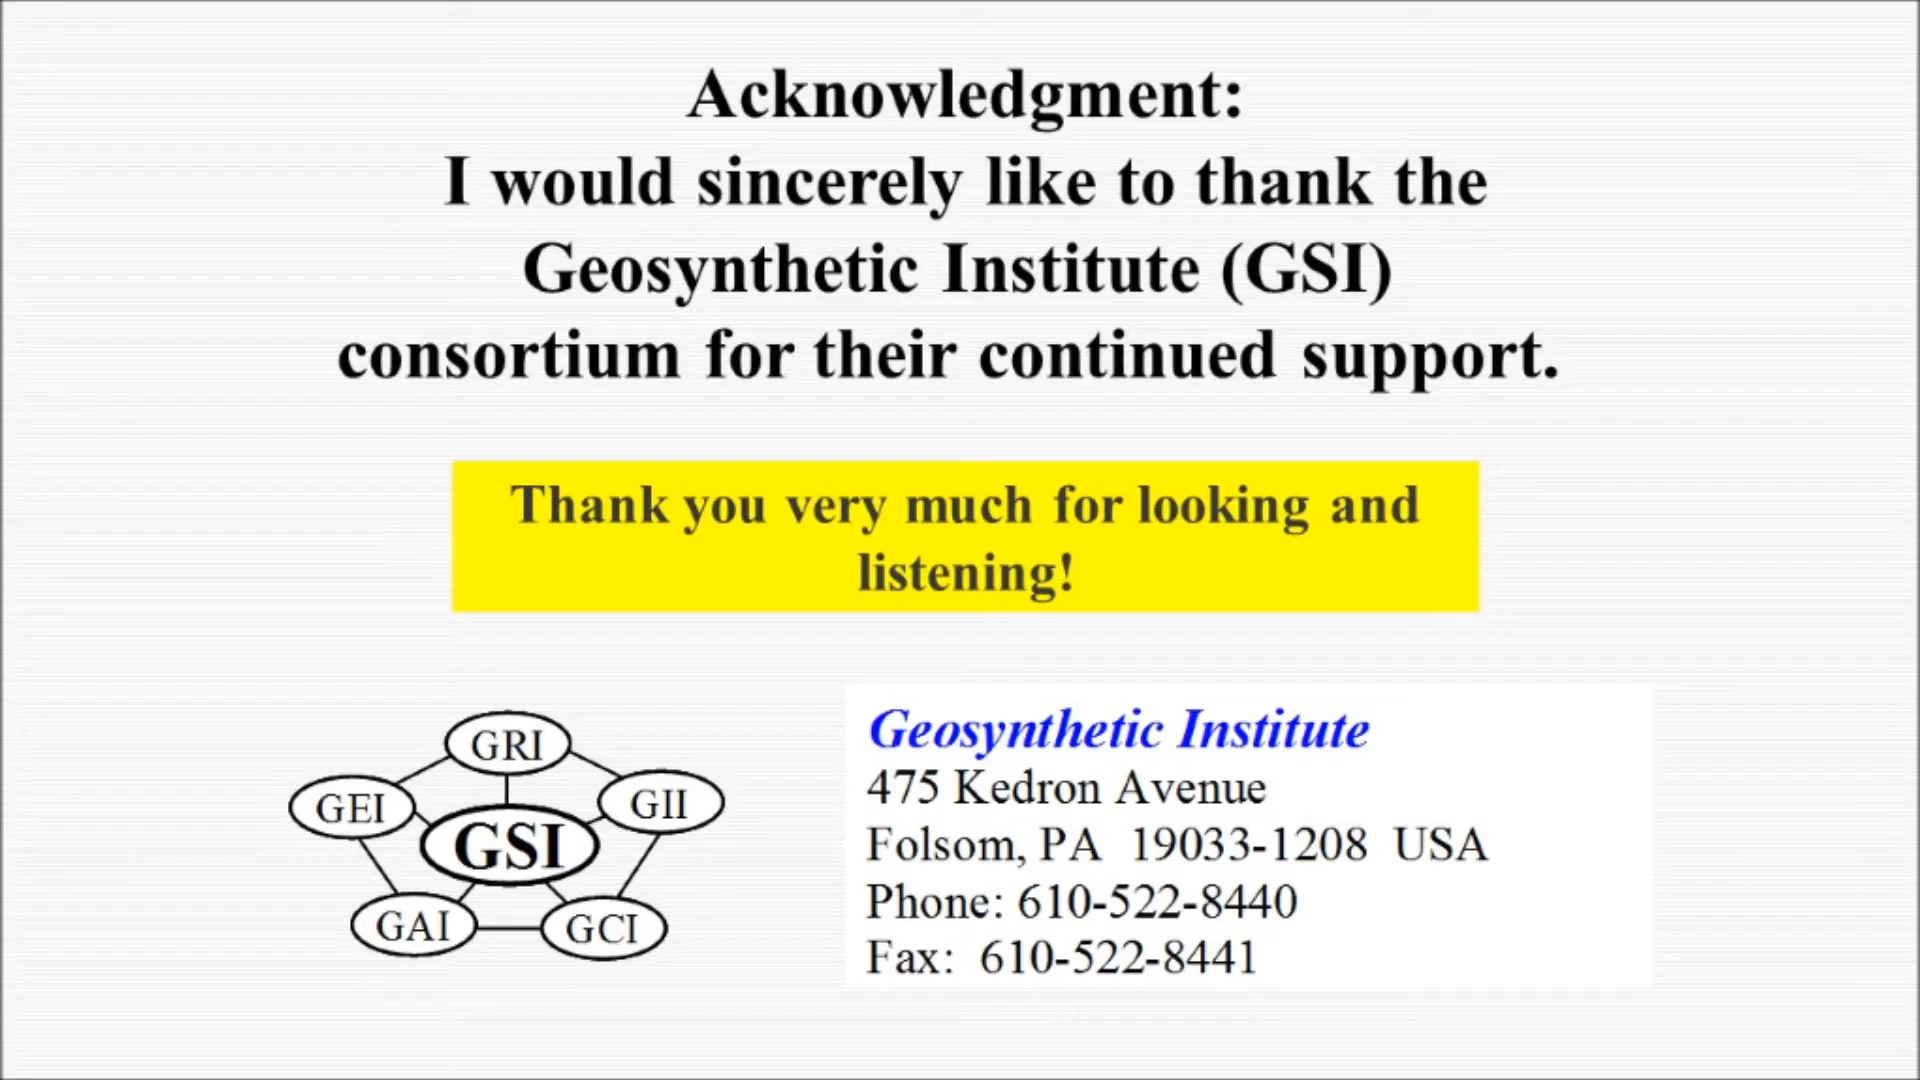 Acknowledgment:
I would sincerely like to thank the
Geosynthetic Institute (GSI)
consortium for their continued support.
Thank you very much for looking and
listening!
GRI
GEI
GII
GSI
GAI
GCI
Geosynthetic Institute
475 Kedron Avenue
Folsom, PA 19033-1208 USA
Phone: 610-522-8440
Fax: 610-522-8441